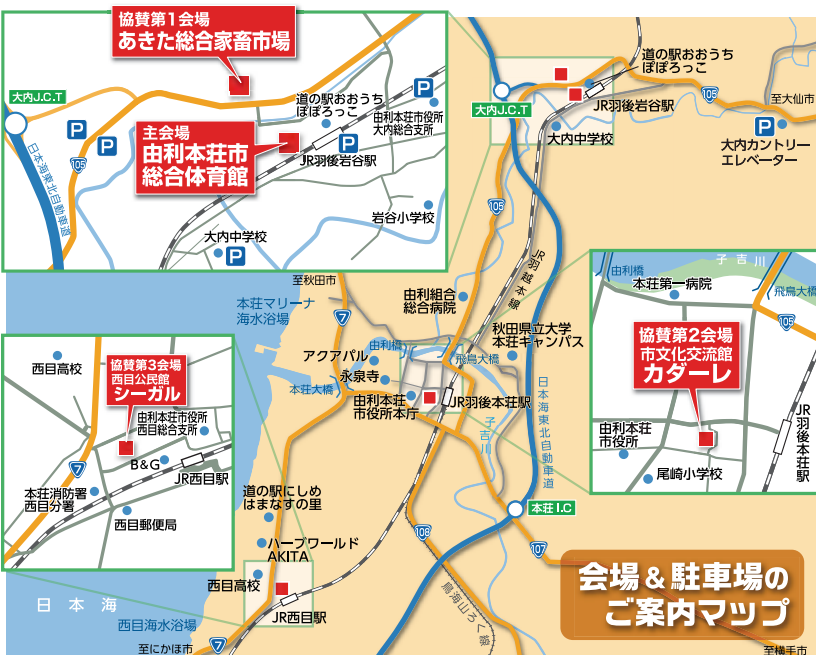 協賛第1会場
あきた総合家畜市場
大内J.C.T
道の駅おおうち
ぽぽろっこ
P
由利本荘市役所
大内総合支所
P
P
105
主会場
由利本荘市
総合体育館
P
JR羽後岩谷駅
日本海東北自動車道
岩谷小学校
大内中学校
P
道の駅おおうち
ぽぽろっこ
大内J.C.T
JR羽後岩谷駅
105
至大仙市
大内中学校
P
大内カントリー
エレベーター
105
JR羽越本線
至秋田市
本荘マリーナ
海水浴場
7
由利組合
総合病院
秋田県立大学
本荘キャンパス
アクアパル
由利橋
飛鳥大橋
永泉寺
本荘大橋
由利本荘
市役所本庁
JR羽後本荘駅
子吉川
日本海東北自動車道
子吉川
由利橋
本荘第一病院
飛鳥大橋
105
協賛第2会場
市文化交流館
カダーレ
由利本荘
市役所
尾崎小学校
JR羽後本荘駅
西目高校
協賛第3会場
西目公民館
シーガル
由利本荘市役所
西目総合支所
B&G
7
JR西目駅
本荘消防署
西目分署
西目郵便局
道の駅にしめ
はまなすの里
ハーブワールド
AKITA
西目高校
JR西目駅
日本海
西目海水浴場
至にかほ市
7
本荘I.C
108
107
鳥海山ろく線
会場&駐車場の
ご案内マップ
至横手市